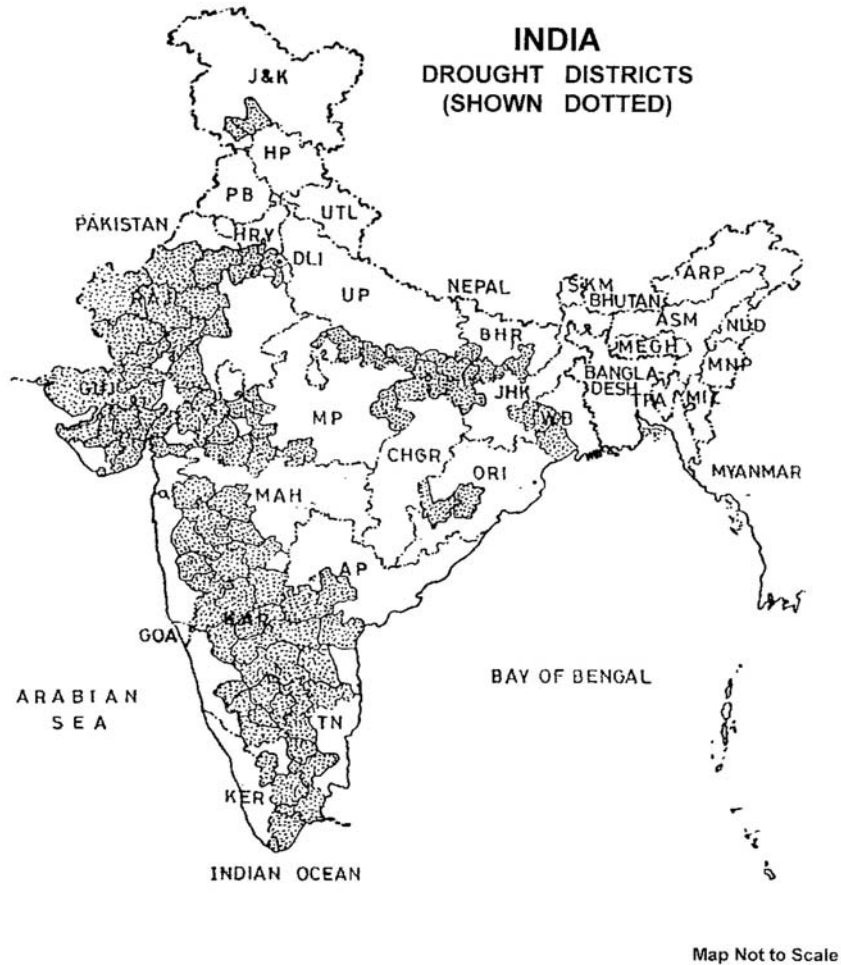 INDIA
DROUGHT DISTRICTS
(SHOWN DOTTED)
J&K
HP
PB
UTL
PAKISTAN
HRY
DLI
RAJ
UP
NEPAL
SKM
BHUTAN
ARP
ASM
NLD
BHR
MEGH
MNP
BANGLA-
DESH
TPA
MIZ
GUJ
MP
JHK
WB
CHGR
ORI
MYANMAR
MAH
AP
KAR
GOA
BAY OF BENGAL
ARABIAN
SEA
TN
KER
INDIAN OCEAN
Map Not to Scale